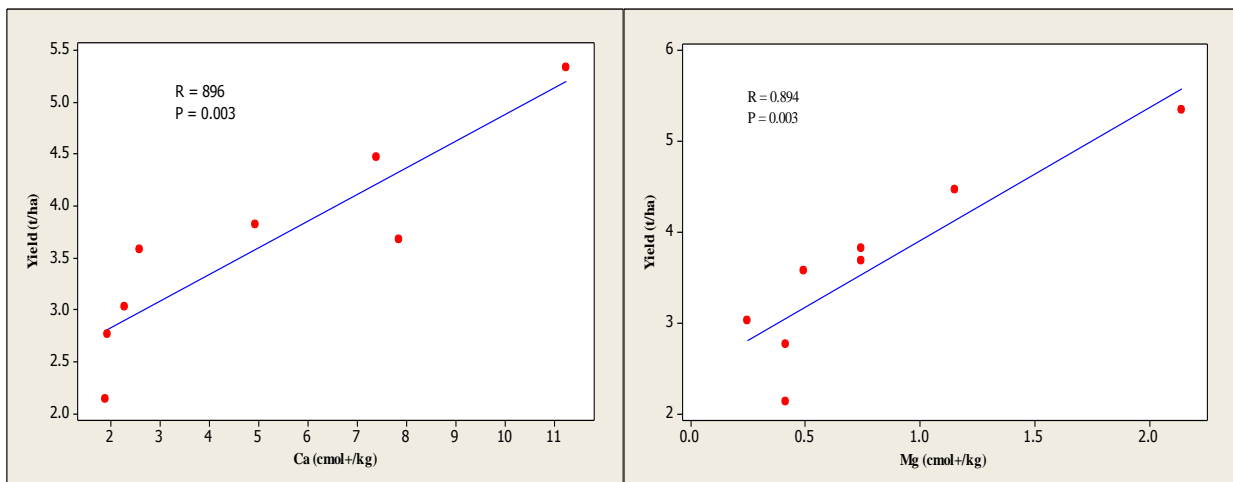 R = 896
P = 0.003
5.5
5.0
4.5
4.0
3.5
3.0
2.5
2.0
Yield (t/ha)
2 3 4 5 6 7 8 9 10 11
Ca (cmol+/kg)
R = 0.894
P = 0.003
6
5
4
3
2
Yield (t/ha)
0.0 0.5 1.0 1.5 2.0
Mg (cmol+/kg)